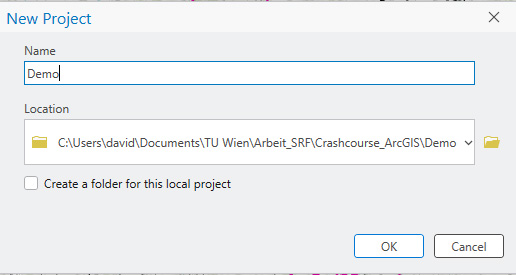 New Project
Name
Demo
Location
C:\Users\david\Documents\TU Wien\Arbeit_SRF\Crashcourse_ArcGIS\Demo
Create a folder for this local project
OK Cancel